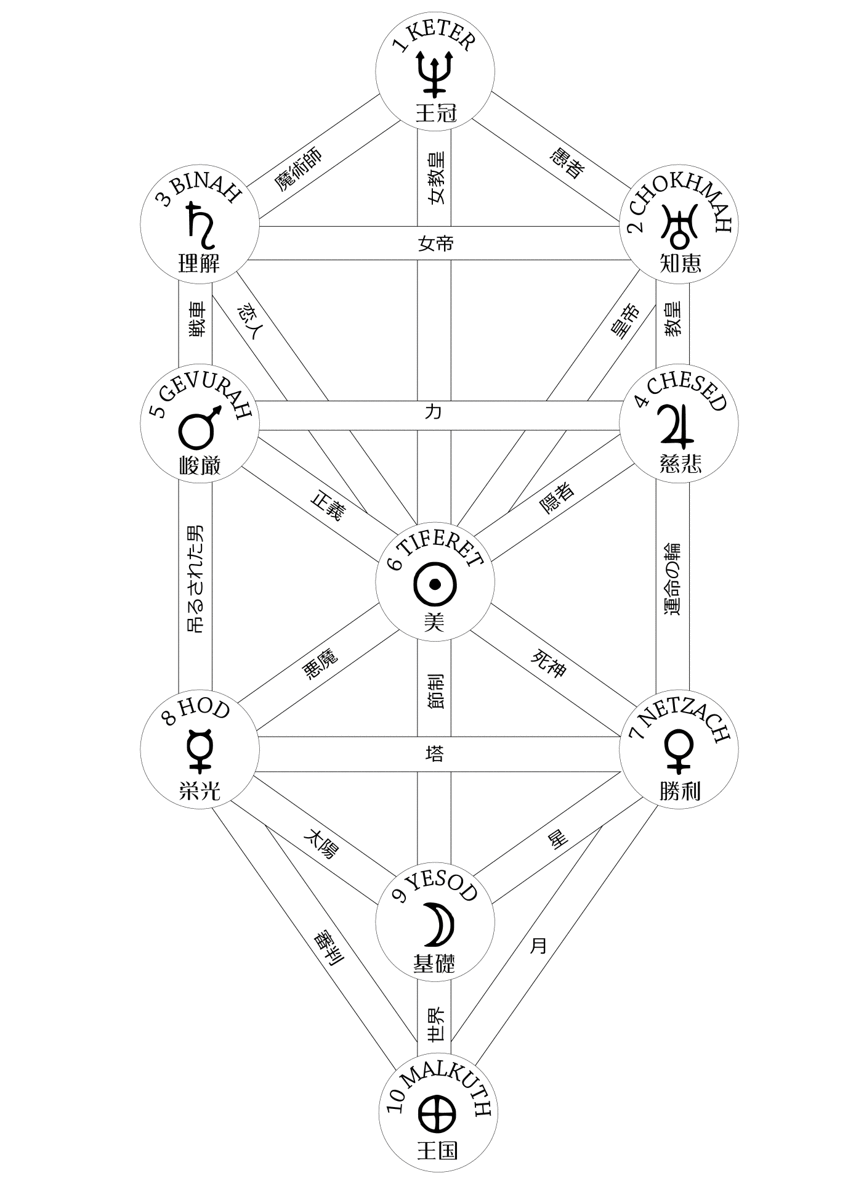 1 KETER
王冠
魔術師
女教皇
愚者
3 BINAH
理解
2 CHOKHMAH
知恵
女帝
戦車
恋人
皇帝
教皇
5 GEVURAH
峻厳
力
4 CHESED
慈悲
正義
隠者
吊るされた男
6 TIFERET
美
運命の輪
悪魔
節制
死神
8 HOD
栄光
塔
7 NETZACH
勝利
太陽
星
9 YESOD
基礎
審判
月
世界
10 MALKUTH
王国